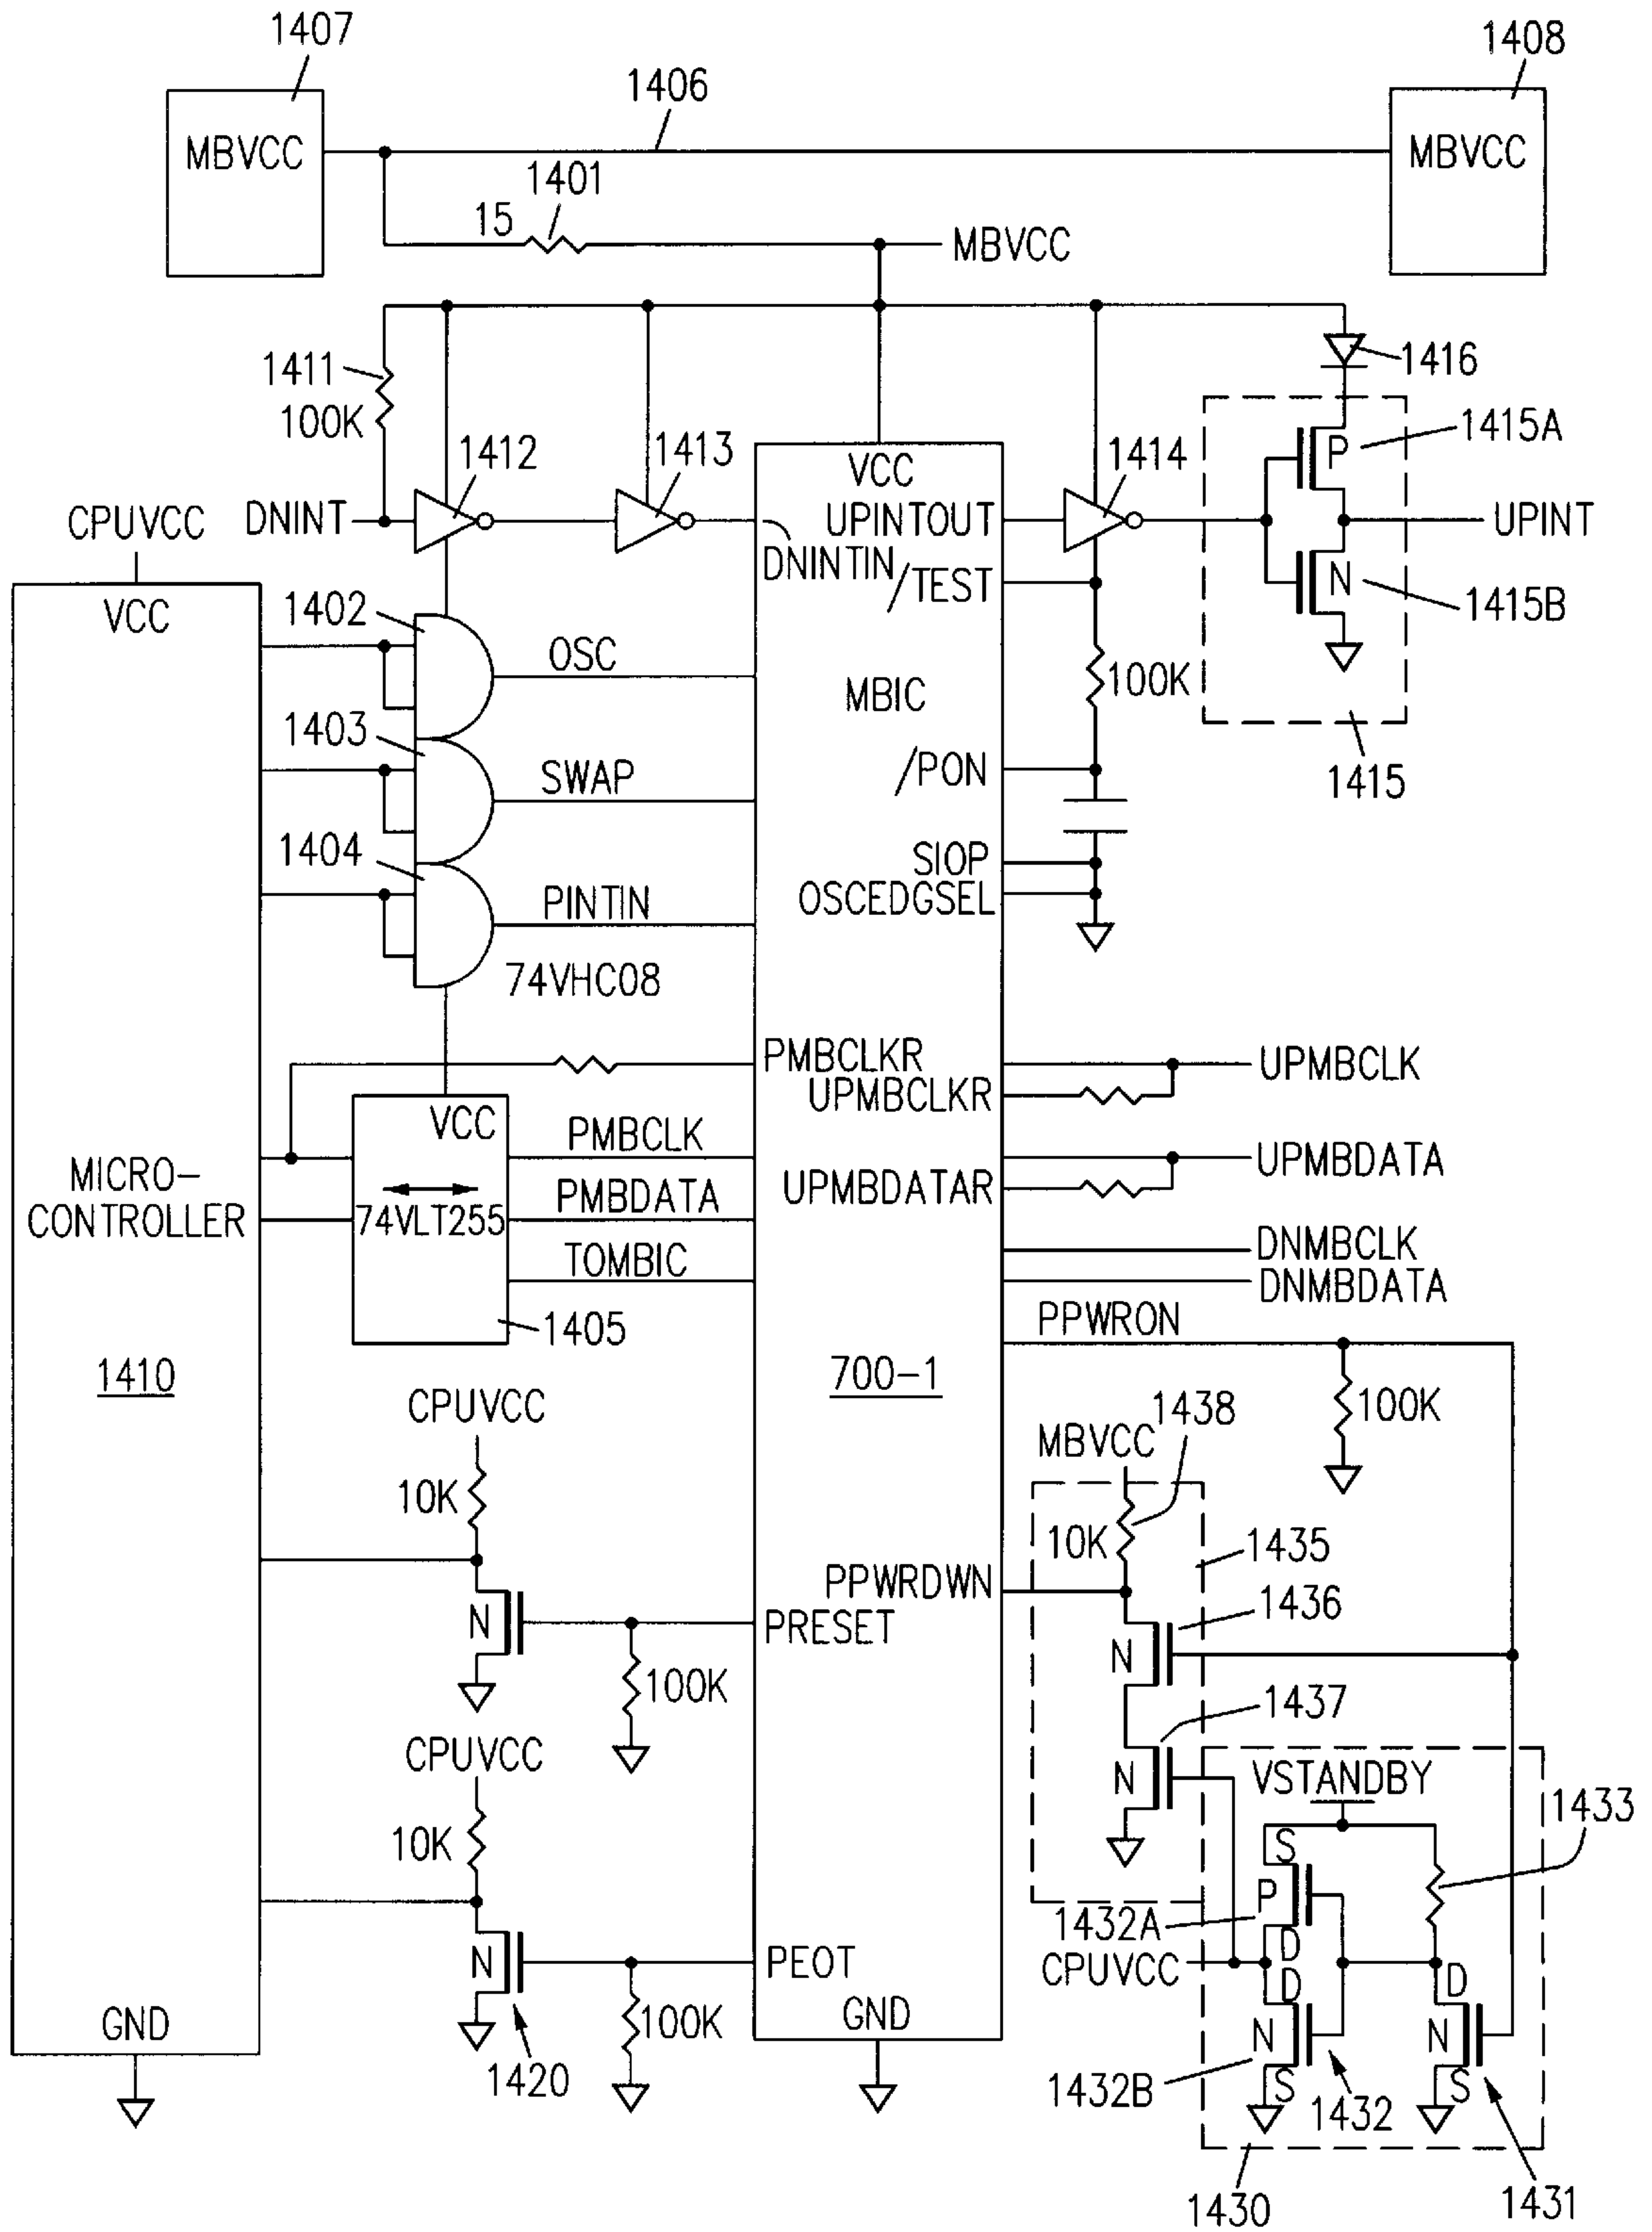 1407
1408
1406
MBVCC
MBVCC
1401
15
MBVCC
1411
100K
1416
1412
1413
1414
1415A
VCC
CPUVCC
DNINT
UPINTOUT
UPINT
DNINTIN
/TEST
VCC
1402
1415B
OSC
100K
MBIC
1403
SWAP
/PON
1415
1404
SIOP
PINTIN
OSCEDGSEL
74VHC08
PMBCLKR
UPMBCLK
UPMBCLKR
VCC
PMBCLK
UPMBDATA
MICRO-
CONTROLLER
UPMBDATAR
PMBDATA
74VLT255
DNMBCLK
TOMBIC
DNMBDATA
PPWRON
1405
1410
700-1
CPUVCC
1438
100K
MBVCC
10K
10K
1435
PPWRDWN
1436
N
PRESET
N
100K
1437
CPUVCC
N
VSTANDBY
1433
10K
S
P
1432A
D
N
PEOT
CPUVCC
D
D
GND
100K
GND
N
N
1420
1432B
S
1432
S
1430
1431